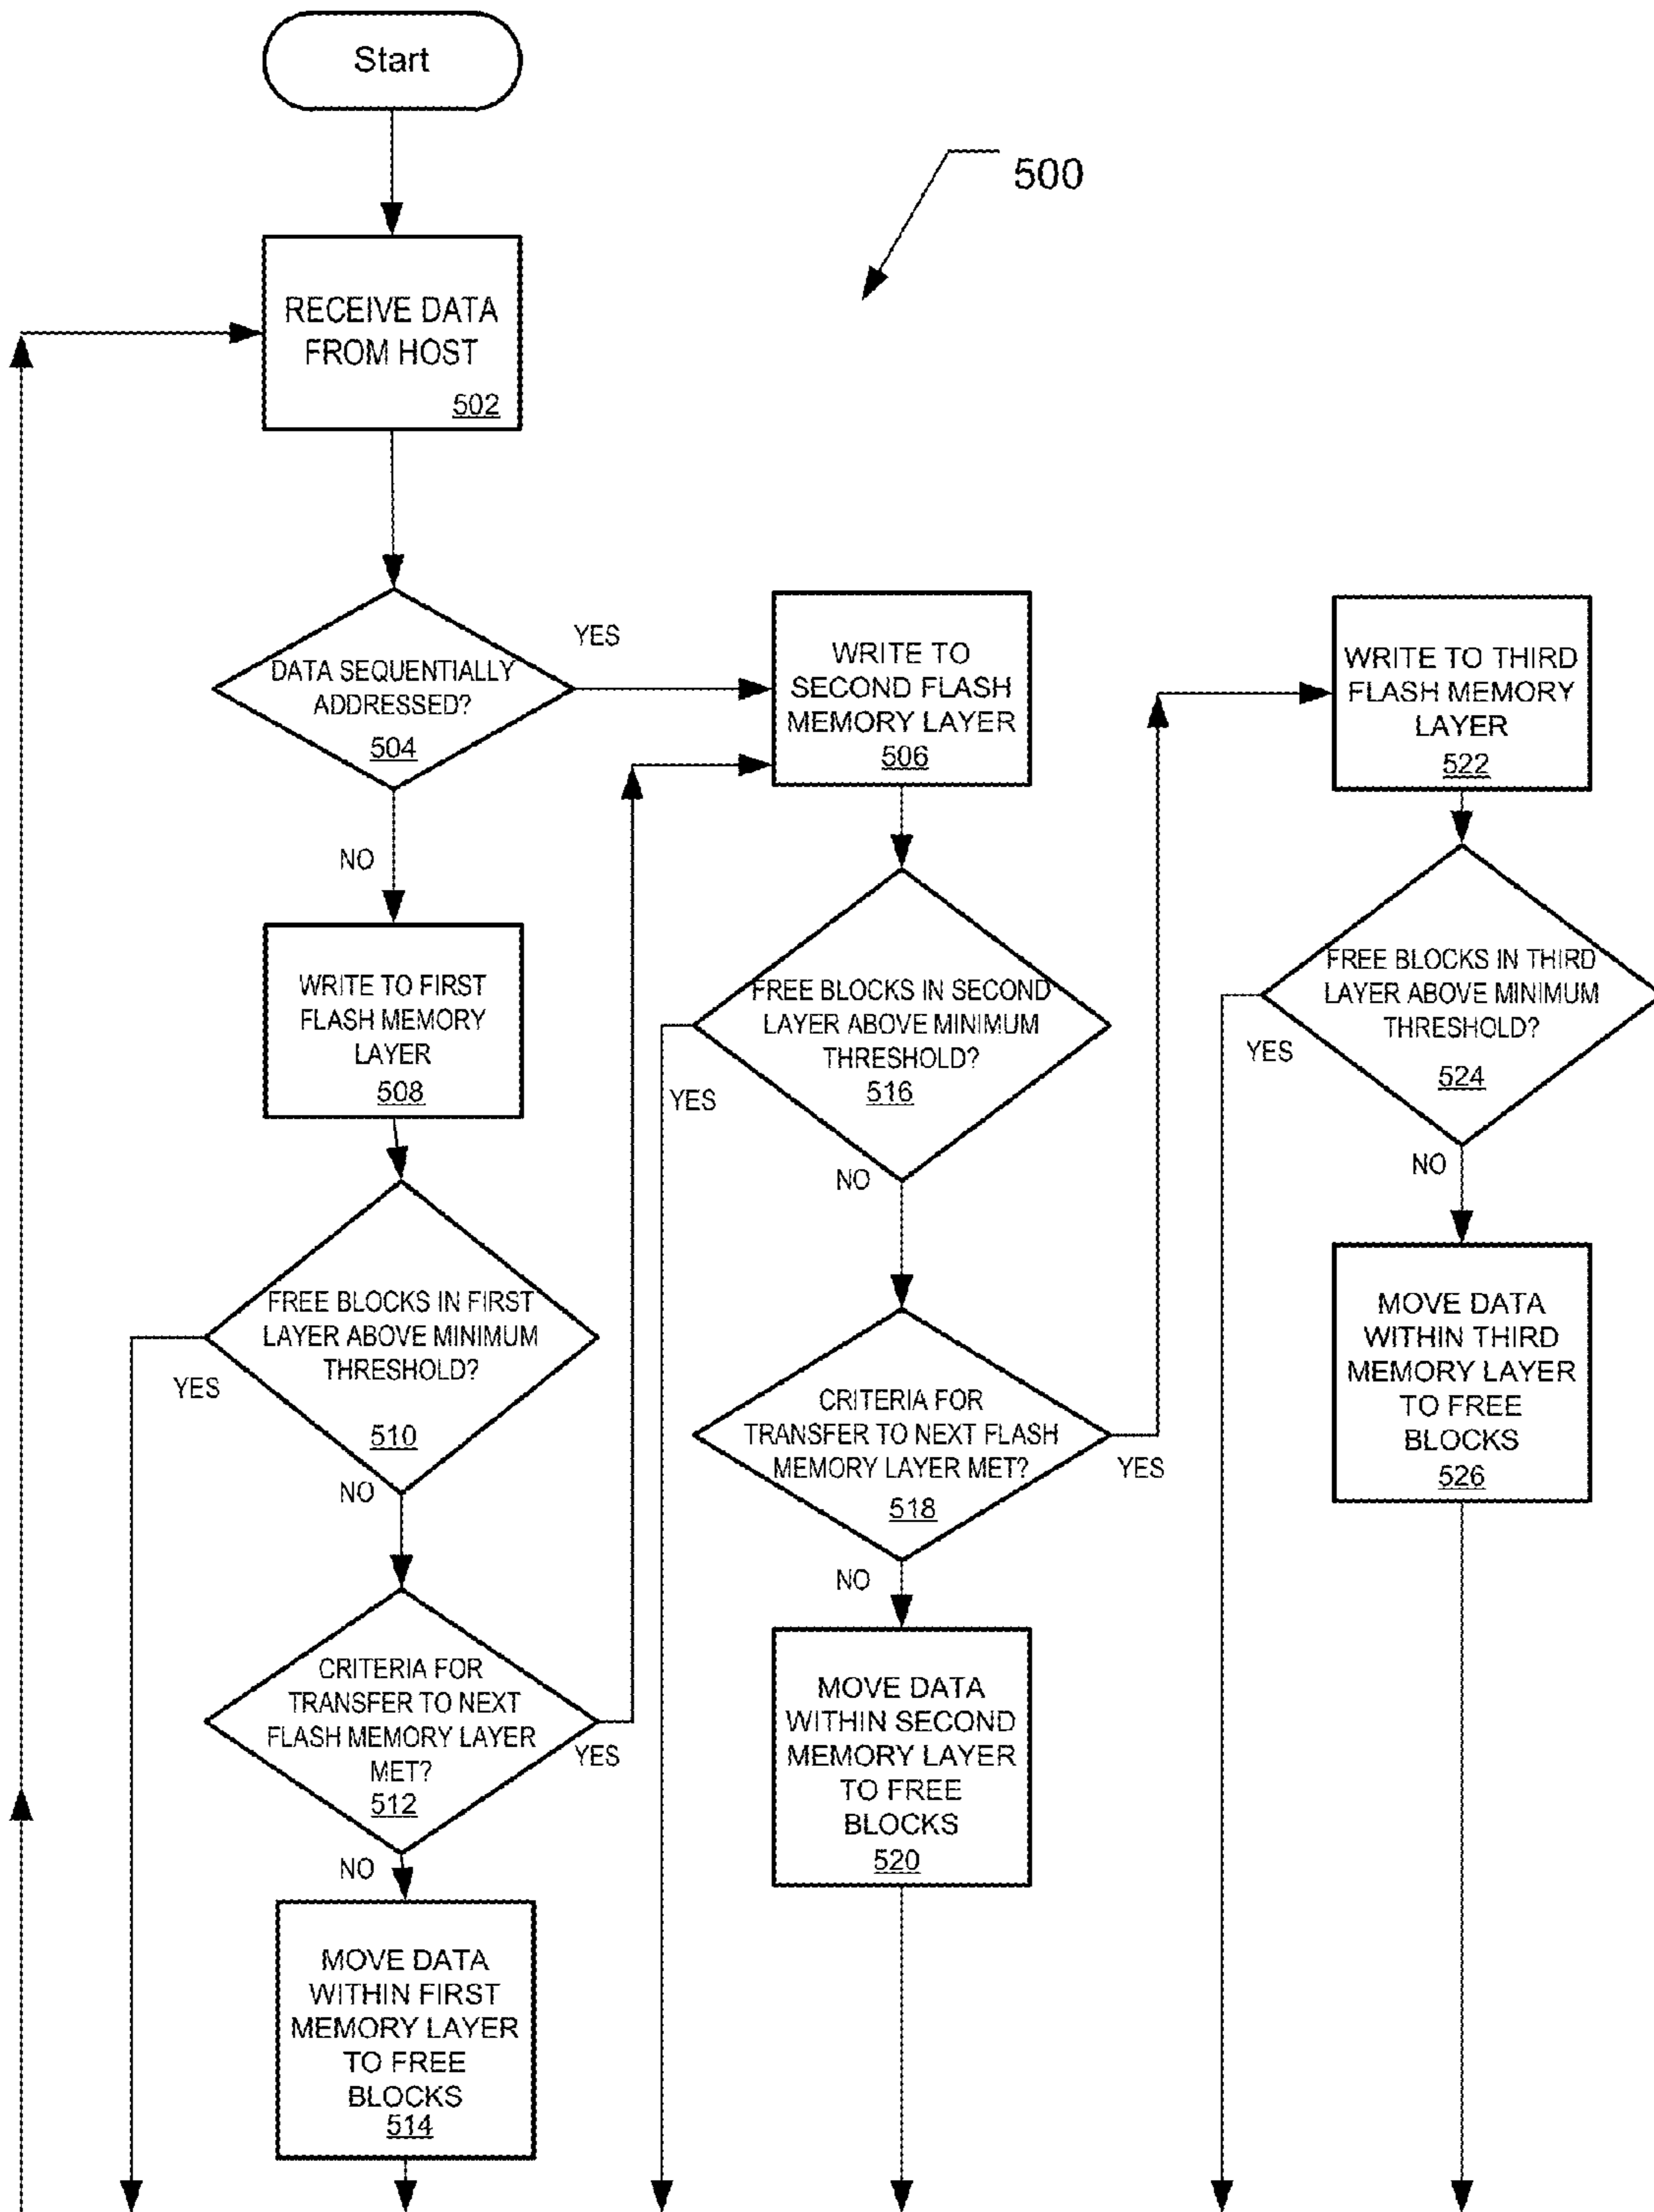 Start
500
RECEIVE DATA
FROM HOST
502
DATA SEQUENTIALLY
ADDRESSED?
504
YES
NO
WRITE TO FIRST
FLASH MEMORY
LAYER
508
FREE BLOCKS IN FIRST
LAYER ABOVE MINIMUM
THRESHOLD?
510
YES
NO
CRITERIA FOR
TRANSFER TO NEXT
FLASH MEMORY LAYER
MET?
512
YES
NO
MOVE DATA
WITHIN FIRST
MEMORY LAYER
TO FREE
BLOCKS
514
WRITE TO
SECOND FLASH
MEMORY LAYER
506
FREE BLOCKS IN SECOND
LAYER ABOVE MINIMUM
THRESHOLD?
516
YES
NO
CRITERIA FOR
TRANSFER TO NEXT FLASH
MEMORY LAYER MET?
518
YES
NO
MOVE DATA
WITHIN SECOND
MEMORY LAYER
TO FREE
BLOCKS
520
WRITE TO THIRD
FLASH MEMORY
LAYER
522
FREE BLOCKS IN THIRD
LAYER ABOVE MINIMUM
THRESHOLD?
524
YES
NO
MOVE DATA
WITHIN THIRD
MEMORY LAYER
TO FREE
BLOCKS
526